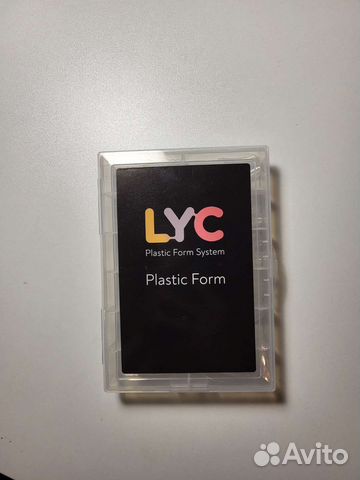 LYC
Plastic Form System
Plastic Form
Avito